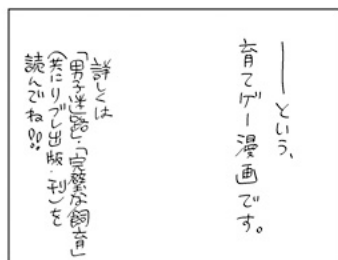 ──という、
育てゲー漫画です。
詳しくは
「男子迷路」・「完璧な飼育」
(共にリブレ出版・刊)を
読んでね!!